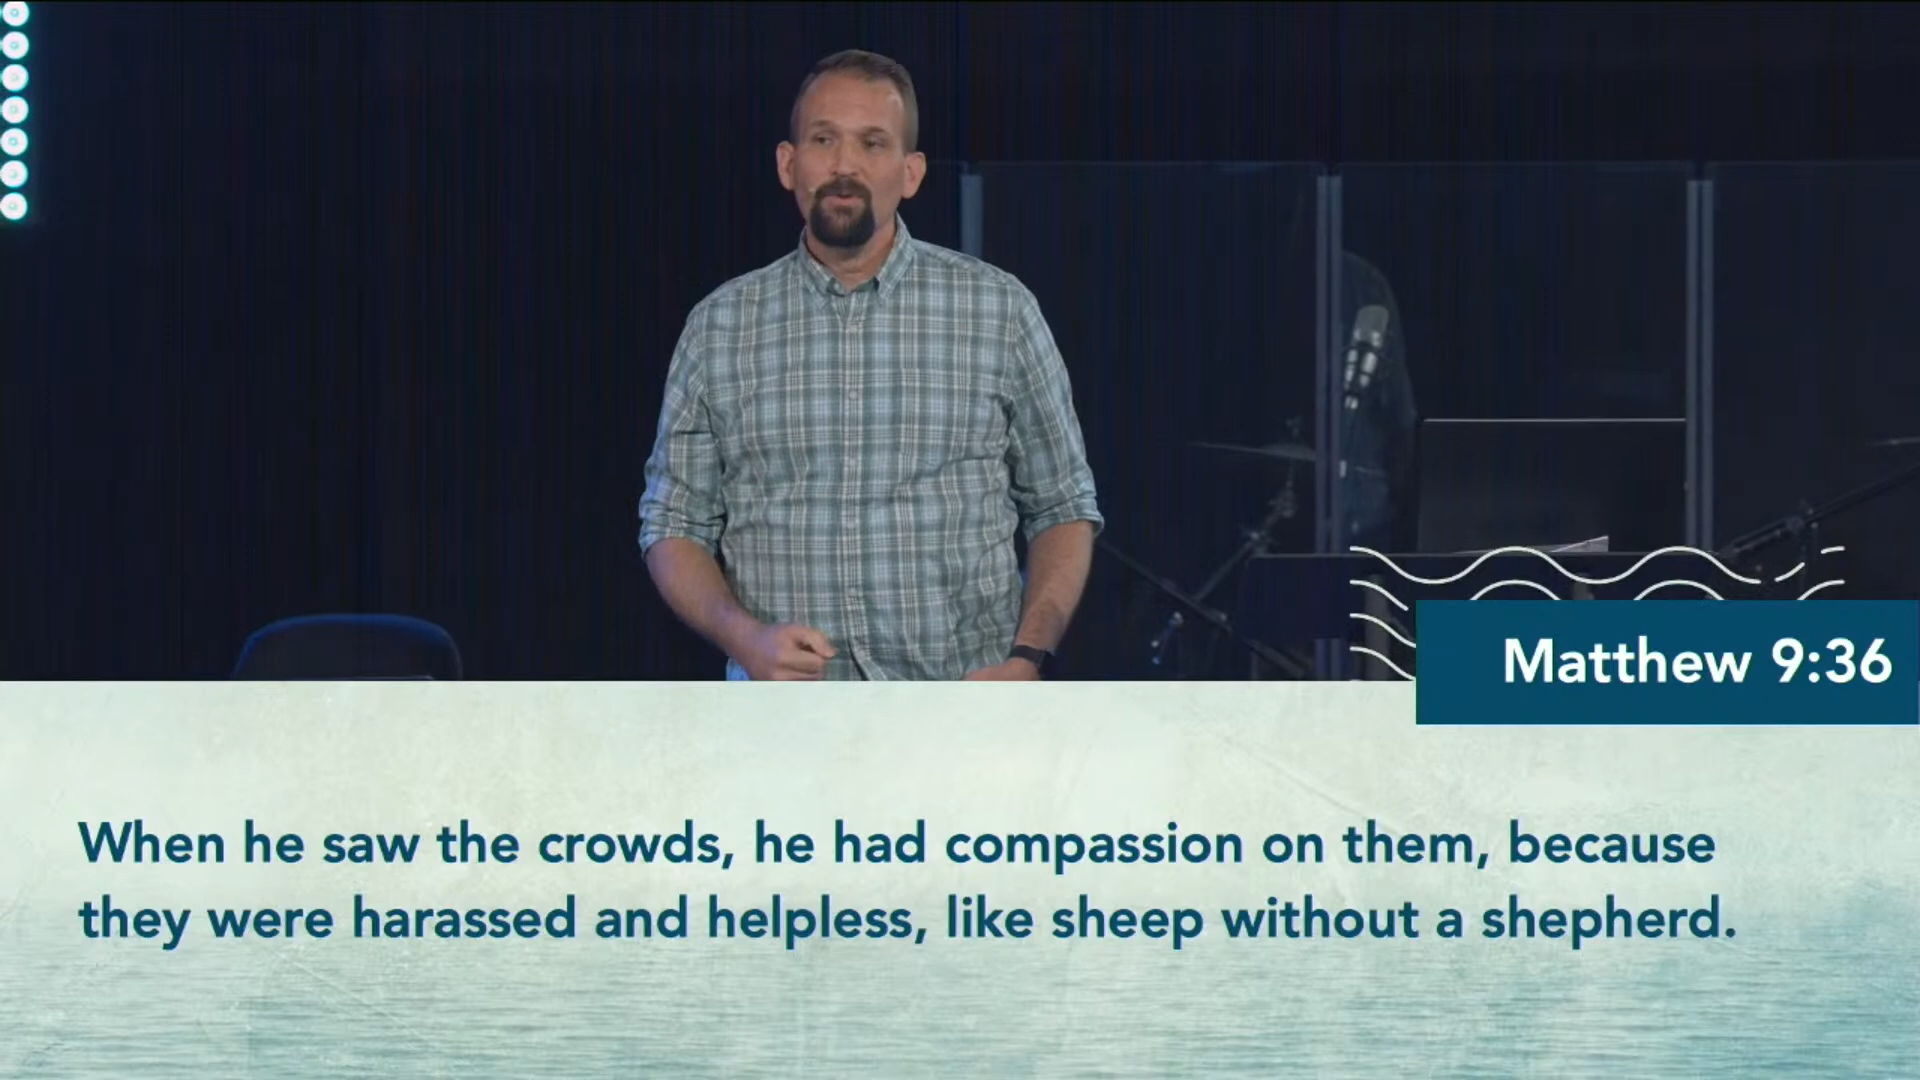 Matthew 9:36
When he saw the crowds, he had compassion on them, because
they were harassed and helpless, like sheep without a shepherd.